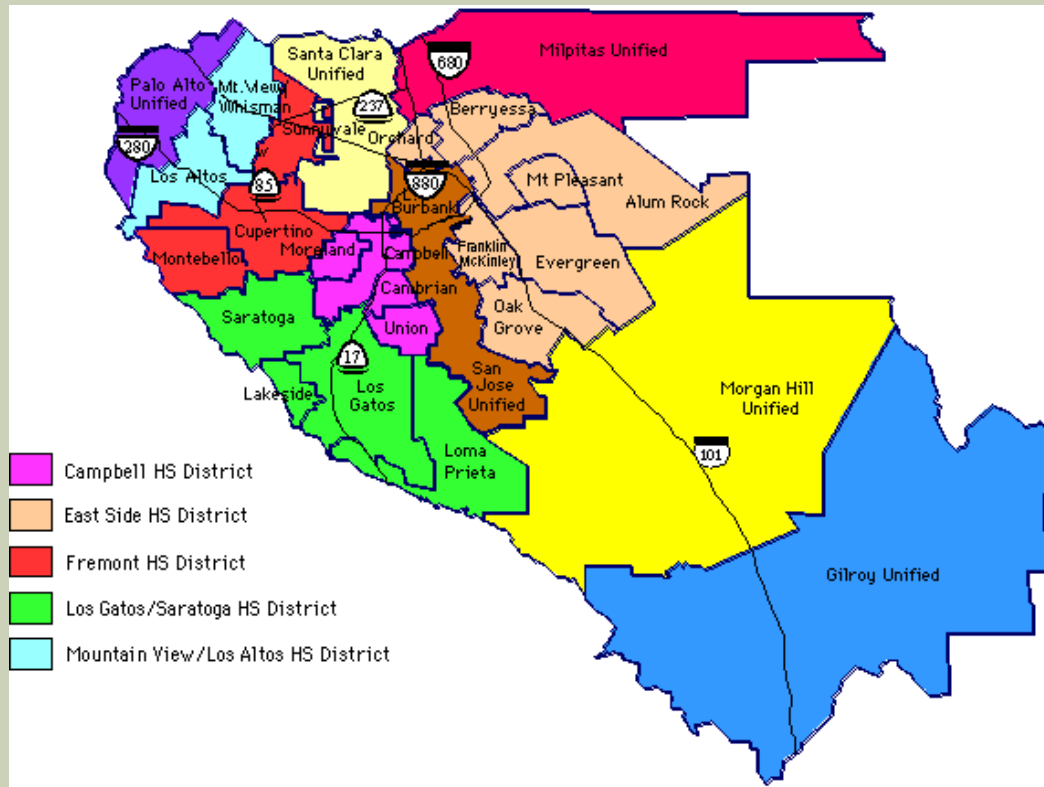 Santa Clara
Unified
Milpitas Unified
680
Palo Alto
Unified
Mt. View/
Whisman
237
Berryessa
Sunnyvale
Orchard
280
Los Altos
85
880
Mt Pleasant
Alum Rock
Burbank
Cupertino
Moreland
Campbell
Franklin
McKinley
Evergreen
Montebello
Cambrian
Saratoga
Union
Oak
Grove
17
Lakeside
Los
Gatos
San
Jose
Unified
Morgan Hill
Unified
Loma
Prieta
101
Gilroy Unified
Campbell HS District
East Side HS District
Fremont HS District
Los Gatos/Saratoga HS District
Mountain View/Los Altos HS District